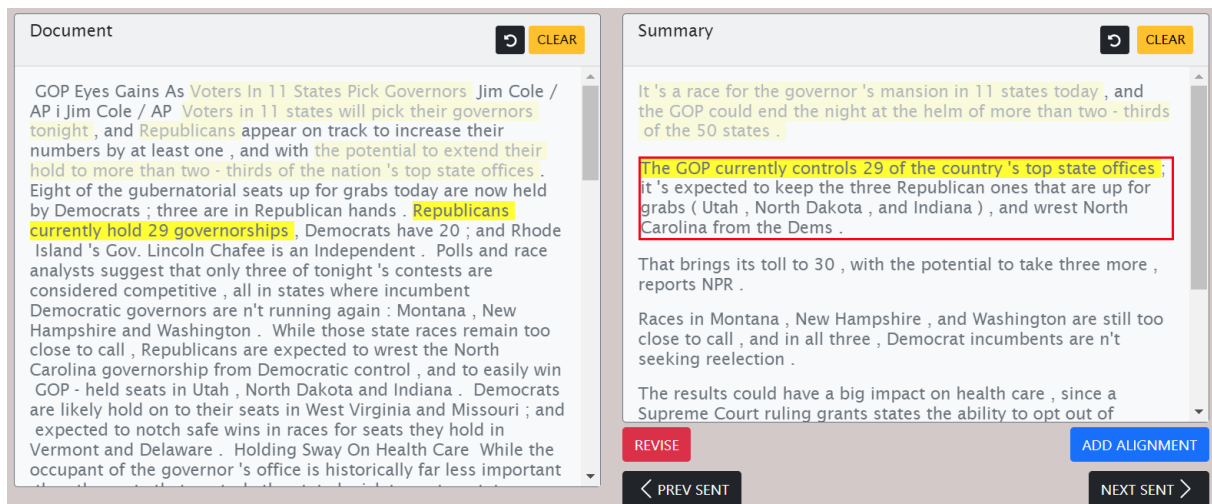 Document
CLEAR
GOP Eyes Gains As Voters In 11 States Pick Governors Jim Cole /
AP i Jim Cole / AP Voters in 11 states will pick their governors
tonight , and Republicans appear on track to increase their
numbers by at least one , and with the potential to extend their
hold to more than two - thirds of the nation 's top state offices .
Eight of the gubernatorial seats up for grabs today are now held
by Democrats ; three are in Republican hands . Republicans
currently hold 29 governorships , Democrats have 20 ; and Rhode
Island 's Gov. Lincoln Chafee is an Independent . Polls and race
analysts suggest that only three of tonight 's contests are
considered competitive , all in states where incumbent
Democratic governors are n't running again : Montana , New
Hampshire and Washington . While those state races remain too
close to call , Republicans are expected to wrest the North
Carolina governorship from Democratic control , and to easily win
GOP - held seats in Utah , North Dakota and Indiana . Democrats
are likely hold on to their seats in West Virginia and Missouri ; and
expected to notch safe wins in races for seats they hold in
Vermont and Delaware . Holding Sway On Health Care While the
occupant of the governor 's office is historically far less important
Summary
CLEAR
It 's a race for the governor 's mansion in 11 states today , and
the GOP could end the night at the helm of more than two - thirds
of the 50 states .
The GOP currently controls 29 of the country 's top state offices ;
it 's expected to keep the three Republican ones that are up for
grabs ( Utah , North Dakota , and Indiana ) , and wrest North
Carolina from the Dems .
That brings its toll to 30 , with the potential to take three more ,
reports NPR .
Races in Montana , New Hampshire , and Washington are still too
close to call , and in all three , Democrat incumbents are n't
seeking reelection .
The results could have a big impact on health care , since a
Supreme Court ruling grants states the ability to opt out of
REVISE
ADD ALIGNMENT
PREV SENT
NEXT SENT